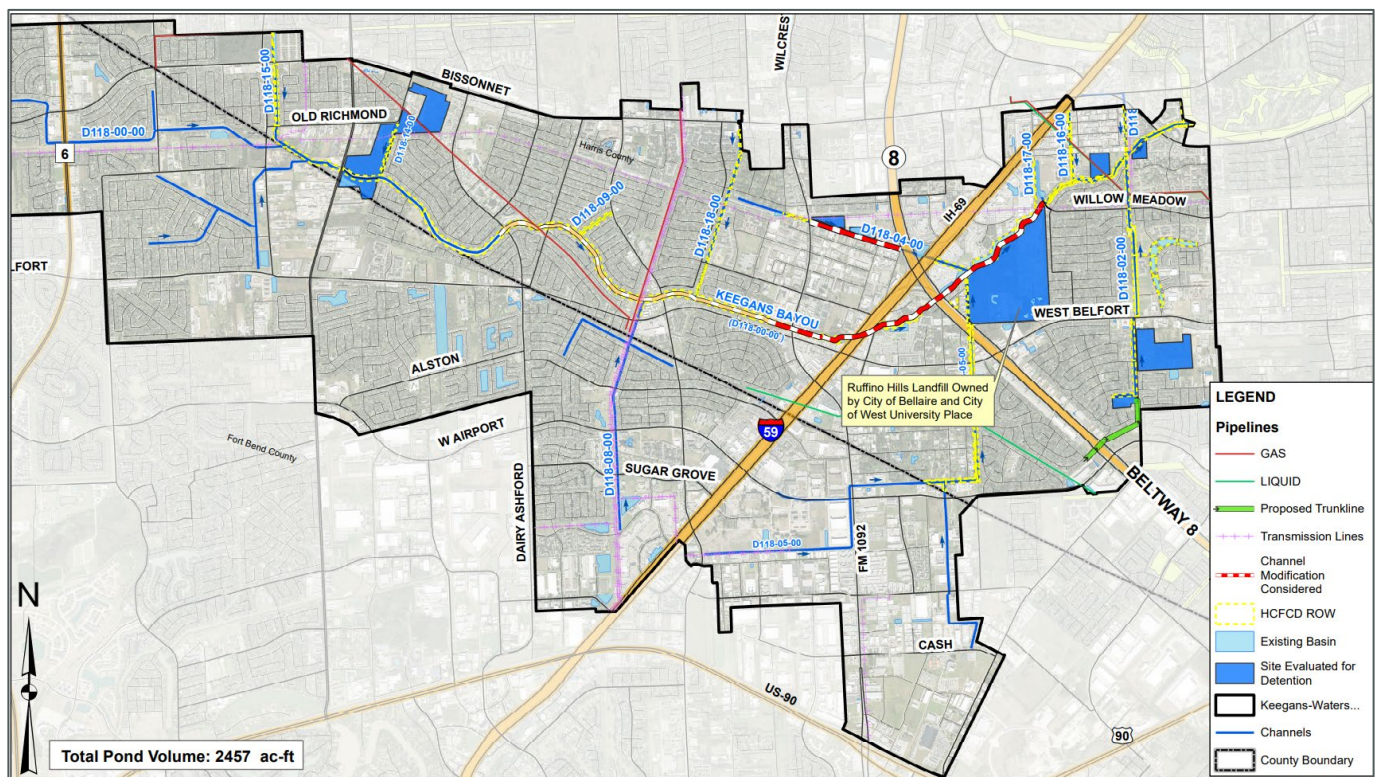 WILCRES
BISSONNET
D118-15-00
OLD RICHMOND
D118-00-00
D118-14-00
6
Harris County
8
D118-17-00
D118-16-00
D118
IH-69
WILLOW MEADOW
D118-09-00
D118-18-00
D118-04-00
D118-02-00
LFORT
KEEGANS BAYOU
(D118-00-00)
WEST BELFORT
ALSTON
-05-00
Ruffino Hills Landfill Owned
by City of Bellaire and City
of West University Place
W AIRPORT
59
Fort Bend County
SUGAR GROVE
BELTWAY 8
DAIRY ASHFORD
D118-08-00
D118-05-00
FM 1092
CASH
US-90
90
N
Total Pond Volume: 2457 ac-ft
LEGEND
Pipelines
GAS
LIQUID
Proposed Trunkline
Transmission Lines
Channel
Modification
Considered
HCFCD ROW
Existing Basin
Site Evaluated for
Detention
Keegans-Waters...
Channels
County Boundary